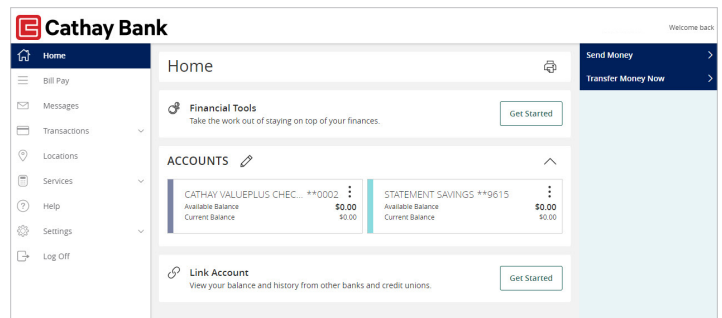 Cathay Bank
Welcome back
Home
Bill Pay
Messages
Transactions
Locations
Services
Help
Settings
Log Off
Home
Financial Tools
Take the work out of staying on top of your finances.
Get Started
ACCOUNTS
CATHAY VALUEPLUS CHEC... **0002
Available Balance $0.00
Current Balance $0.00
STATEMENT SAVINGS **9615
Available Balance $0.00
Current Balance $0.00
Link Account
View your balance and history from other banks and credit unions.
Get Started
Send Money
Transfer Money Now